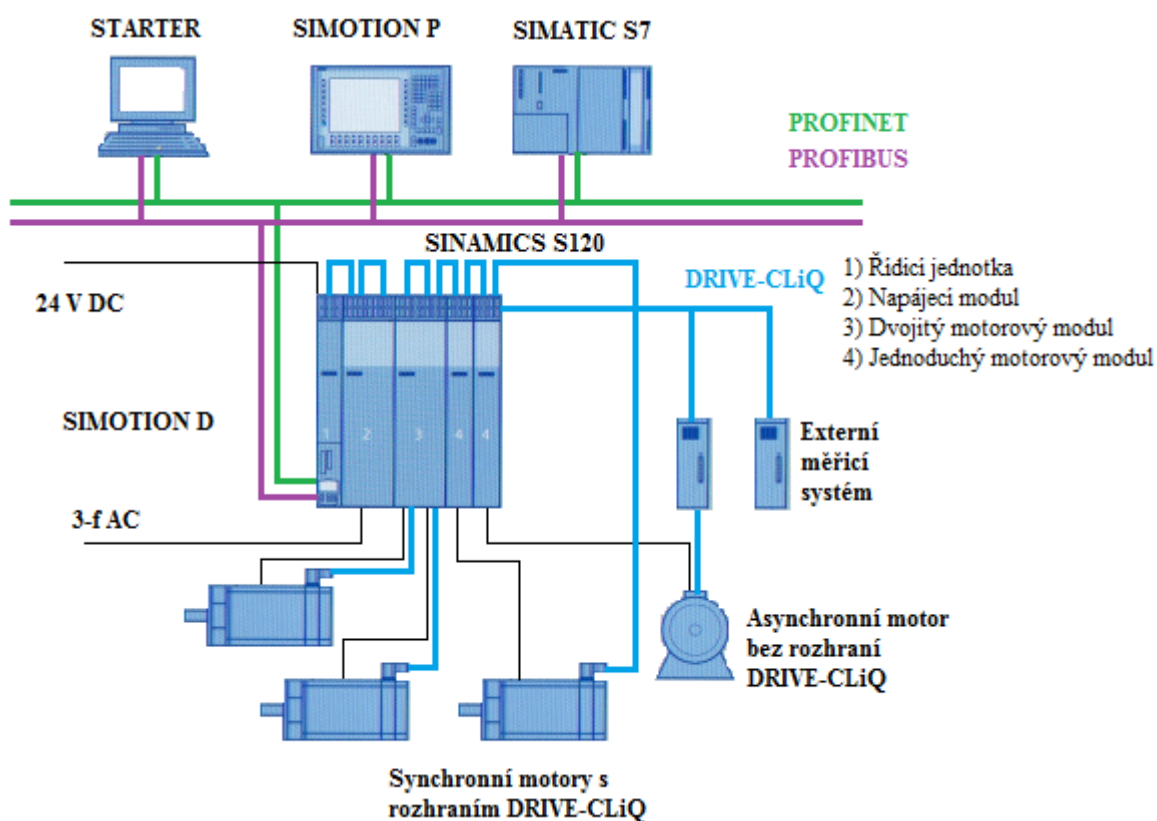 STARTER
SIMOTION P
SIMATIC S7
PROFINET
PROFIBUS
SINAMICS S120
24 V DC
DRIVE-CLiQ
1) Řídicí jednotka
2) Napájecí modul
3) Dvojitý motorový modul
4) Jednoduchý motorový modul
SIMOTION D
1 2 3 4 4
Externí
měřicí
systém
3-f AC
Asynchronní motor
bez rozhraní
DRIVE-CLiQ
Synchronní motory s
rozhraním DRIVE-CLiQ